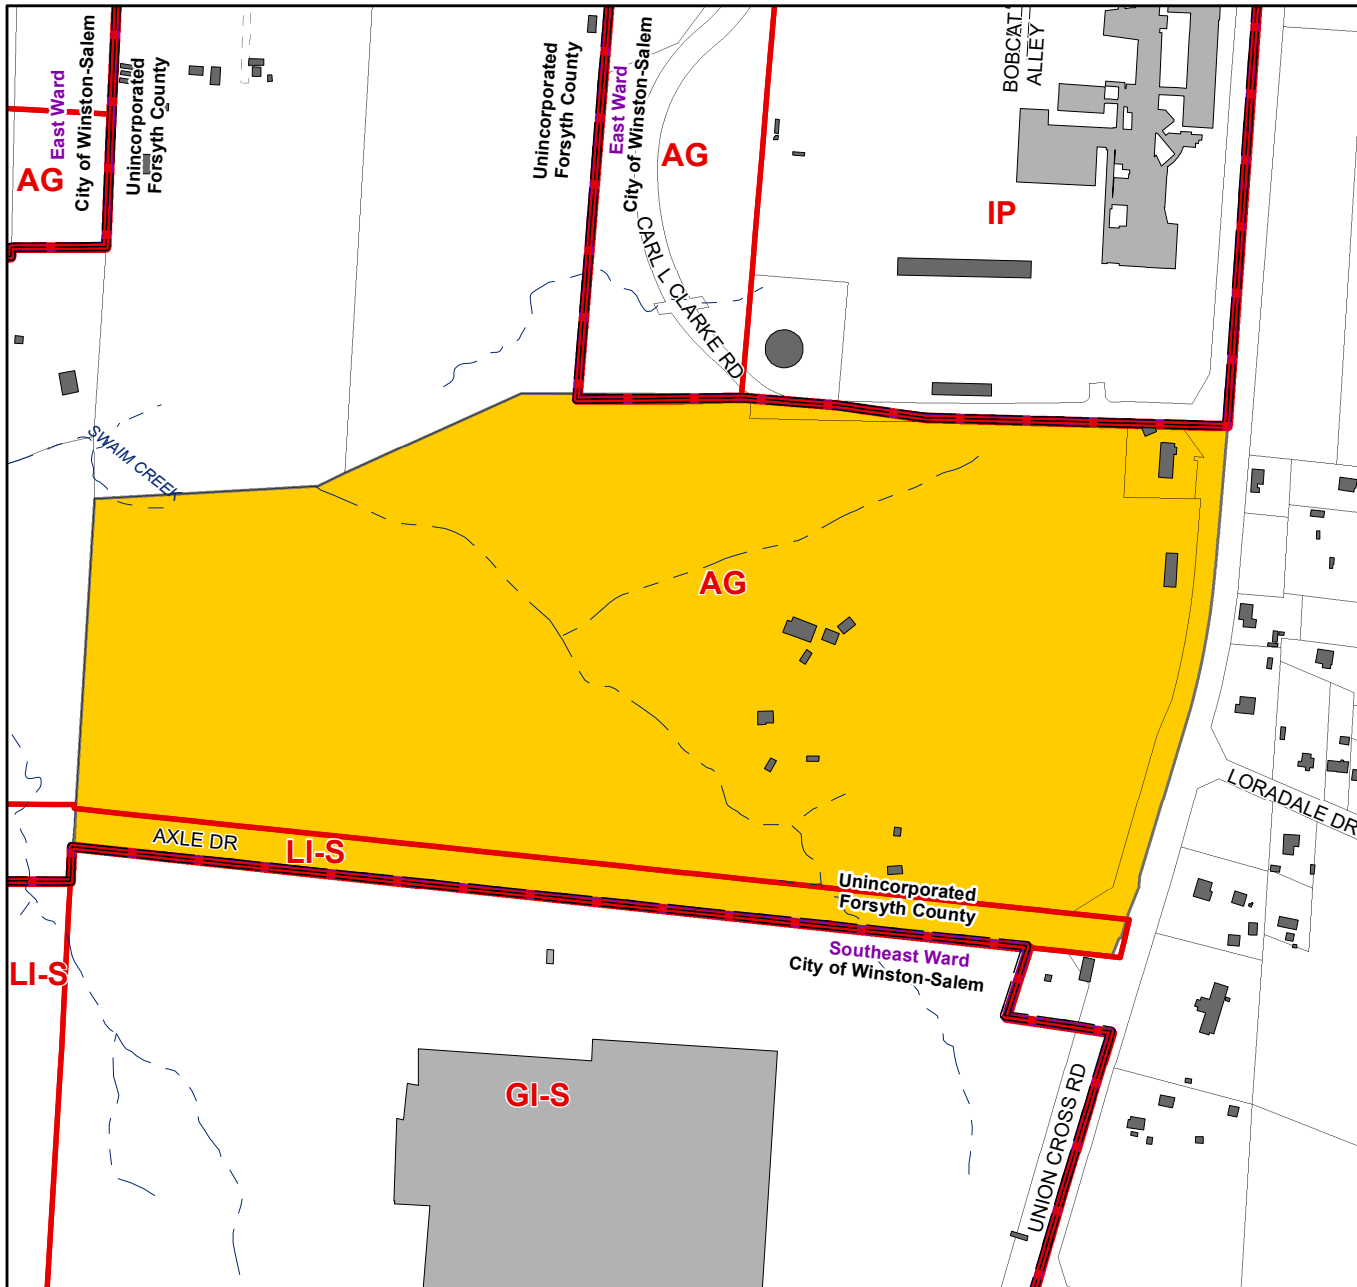 East Ward
City of Winston-Salem
Unincorporated
Forsyth County
AG
Unincorporated
Forsyth County
East Ward
City of Winston-Salem
AG
BOBCAT
ALLEY
IP
CARL L CLARKE RD
SWAIM CREEK
AG
AXLE DR
LI-S
LORADALE DR
Unincorporated
Forsyth County
Southeast Ward
City of Winston-Salem
LI-S
GI-S
UNION CROSS RD